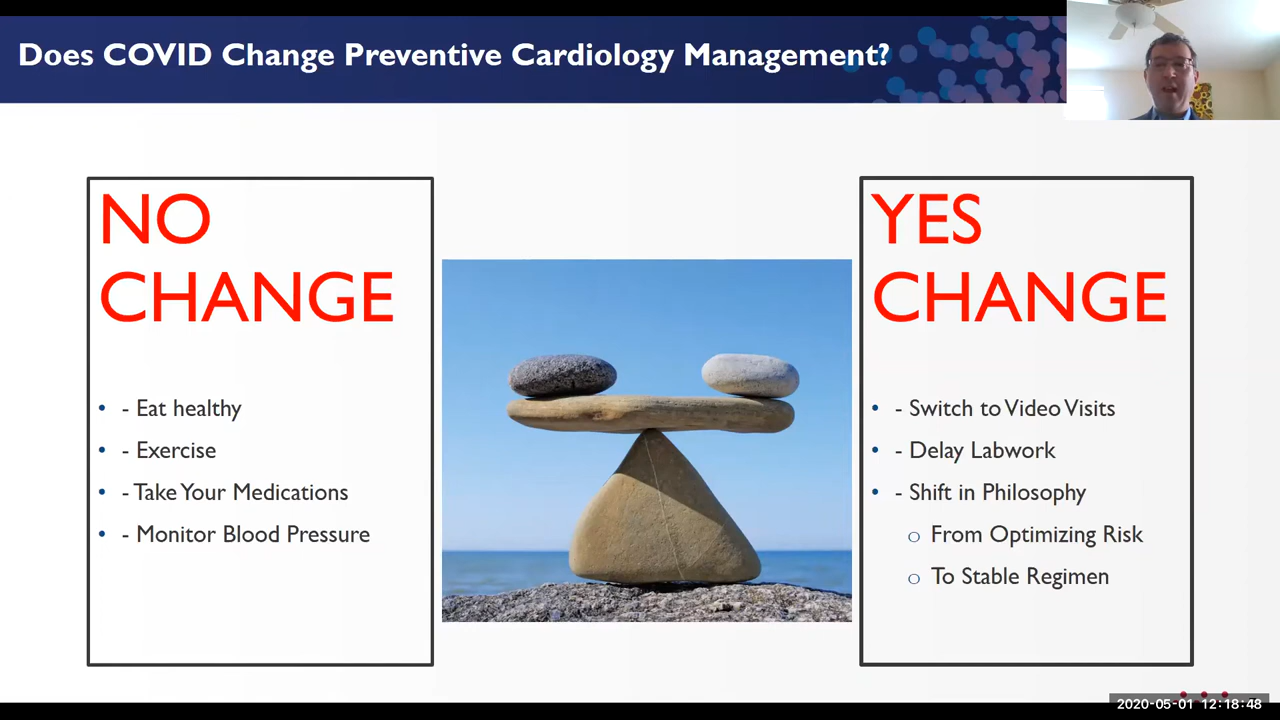 Does COVID Change Preventive Cardiology Management?
NO
CHANGE
• - Eat healthy
• - Exercise
• - Take Your Medications
• - Monitor Blood Pressure
YES
CHANGE
• - Switch to Video Visits
• - Delay Labwork
• - Shift in Philosophy
o From Optimizing Risk
o To Stable Regimen
2020-05-01 12:18:48